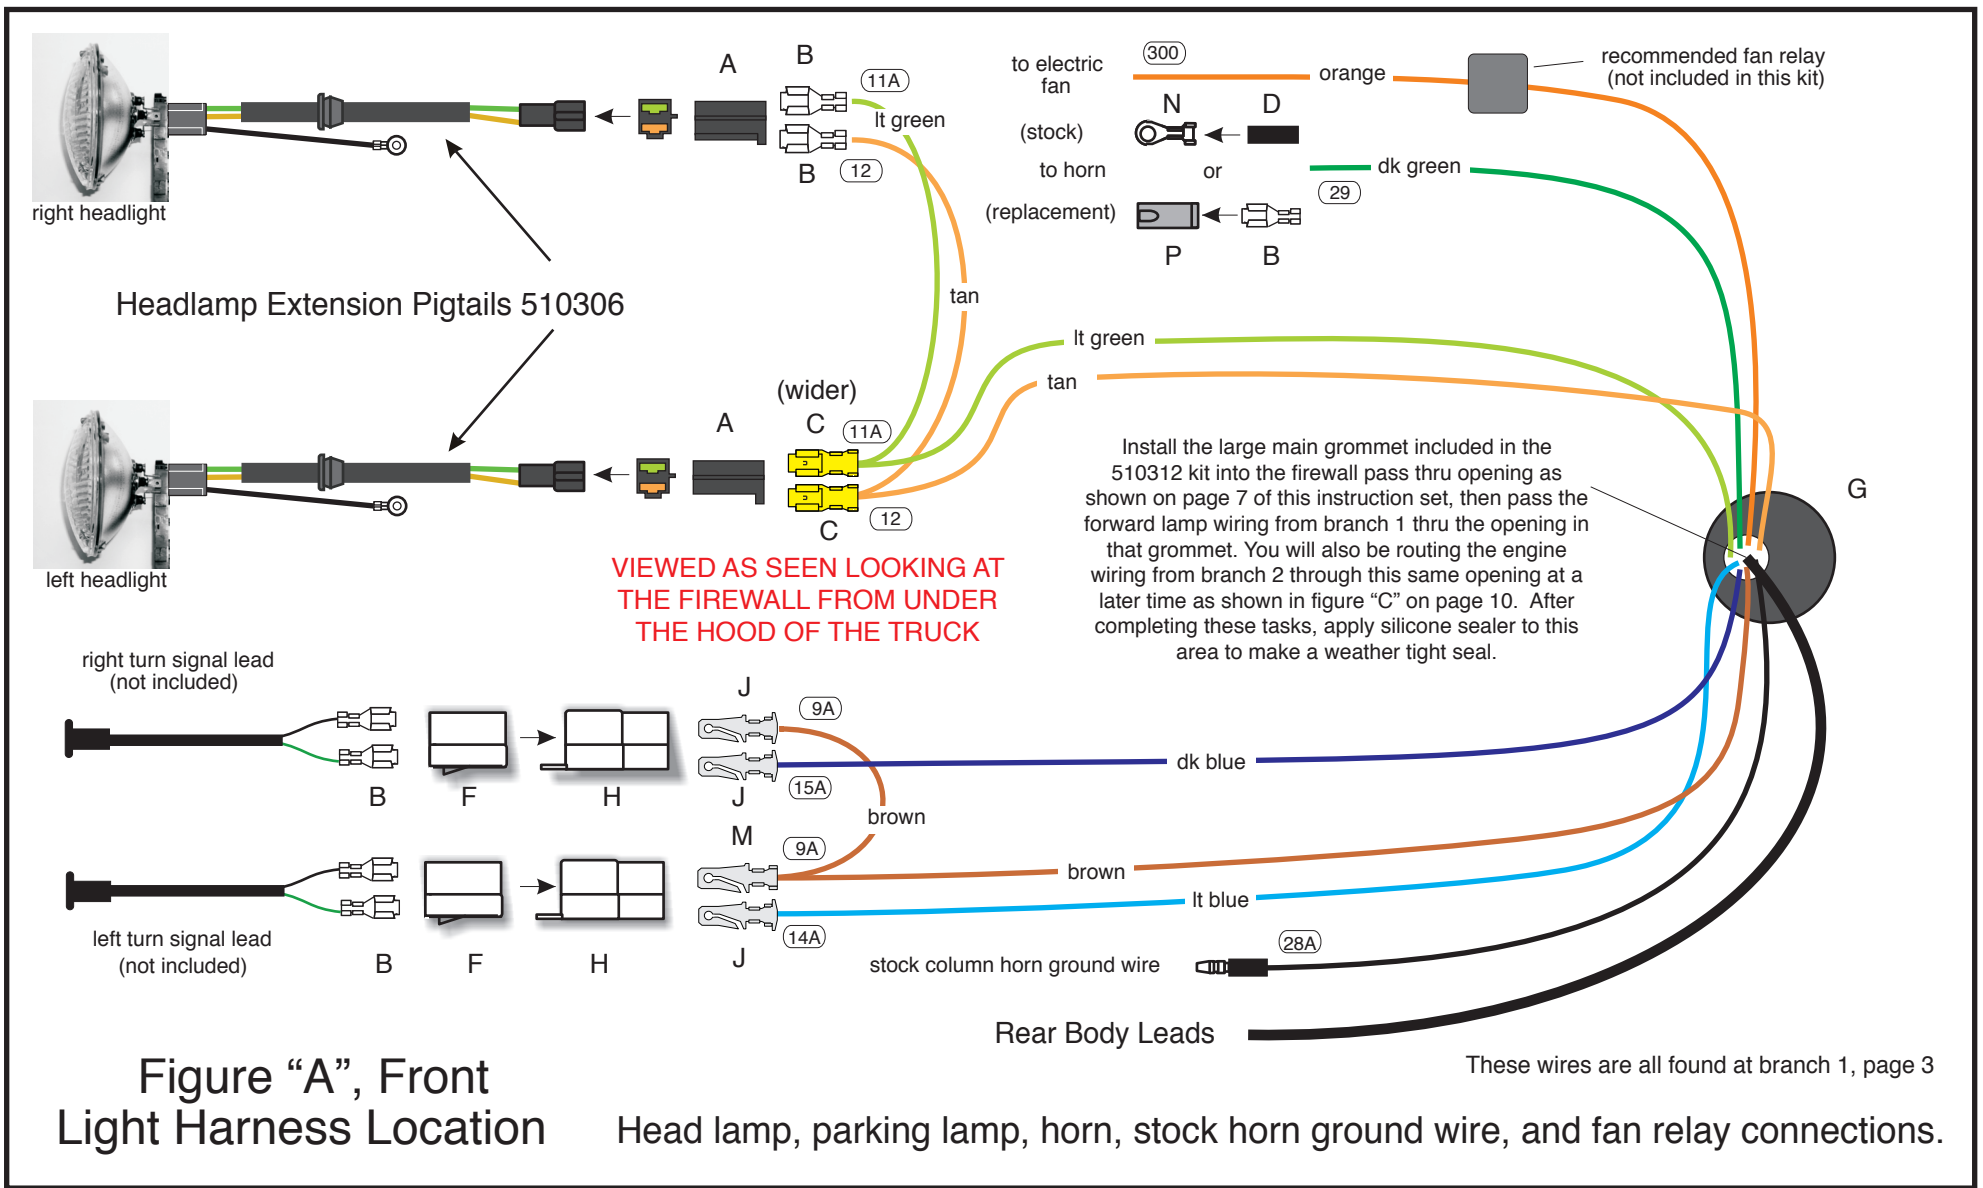 B
A
11A
lt green
B
12
right headlight
to electric
fan
300
orange
recommended fan relay
(not included in this kit)
N
D
(stock)
to horn
or
dk green
29
(replacement)
P
B
Headlamp Extension Pigtails 510306
tan
lt green
tan
(wider)
A
C
11A
12
C
left headlight
Install the large main grommet included in the
510312 kit into the firewall pass thru opening as
shown on page 7 of this instruction set, then pass the
forward lamp wiring from branch 1 thru the opening in
that grommet. You will also be routing the engine
wiring from branch 2 through this same opening at a
later time as shown in figure “C” on page 10. After
completing these tasks, apply silicone sealer to this
area to make a weather tight seal.
G
VIEWED AS SEEN LOOKING AT
THE FIREWALL FROM UNDER
THE HOOD OF THE TRUCK
right turn signal lead
(not included)
J
9A
B
F
H
J
15A
dk blue
brown
M
9A
brown
lt blue
left turn signal lead
(not included)
B
F
H
J
14A
stock column horn ground wire
28A
Rear Body Leads
These wires are all found at branch 1, page 3
Figure “A”, Front
Light Harness Location
Head lamp, parking lamp, horn, stock horn ground wire, and fan relay connections.